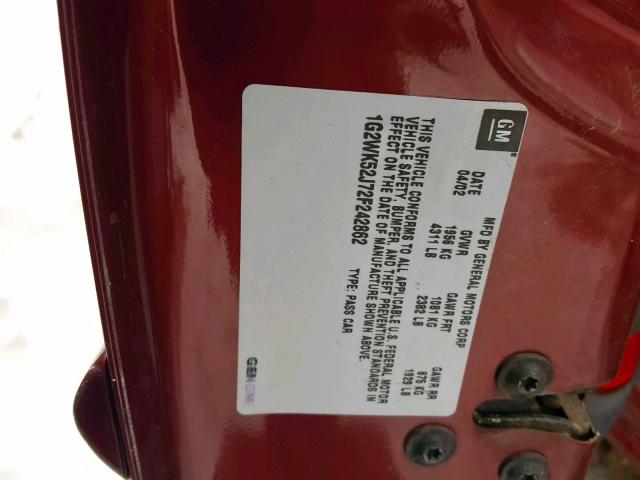 GM
MFD BY GENERAL MOTORS CORP
DATE GVWR GAWR FRT GAWR RR
04/02 1956 KG 1081 KG 875 KG
4311 LB 2382 LB 1929 LB
THIS VEHICLE CONFORMS TO ALL APPLICABLE U.S. FEDERAL MOTOR
VEHICLE SAFETY, BUMPER, AND THEFT PREVENTION STANDARDS IN
EFFECT ON THE DATE OF MANUFACTURE SHOWN ABOVE.
1G2WK52J72F242862 TYPE: PASS CAR